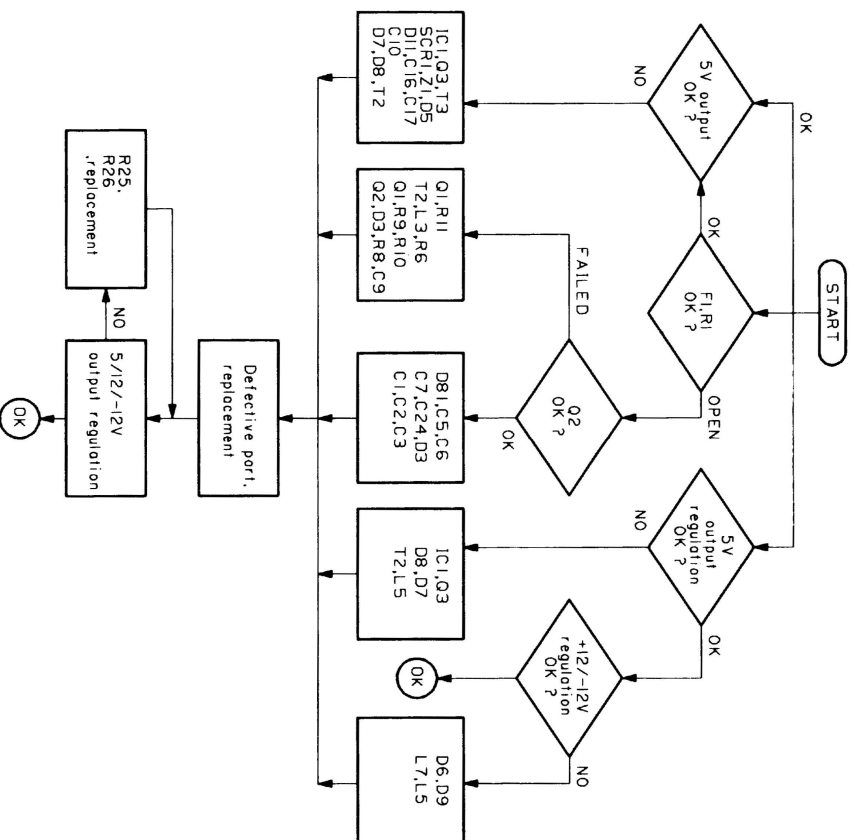 START
OK
F1,R1
OK ?
OK
OPEN
5V output
OK ?
NO
5V
output
regulation
OK ?
NO
OK
Q2
OK ?
FAILED
OK
+12/-12V
regulation
OK ?
NO
OK
IC1,Q3,T3
SCR1,Z1,D5
D11,C16,C17
C10
D7,D8,T2
Q1,R11
T2,L3,R6
Q1,R9,R10
Q2,D3,R8,C9
D81,C5,C6
C7,C24,D3
C1,C2,C3
IC1,Q3
D8,D7
T2,L5
D6,D9
L7,L5
Defective part,
replacement
R25,
R26
,replacement
NO
5/12/-12V
output regulation
OK